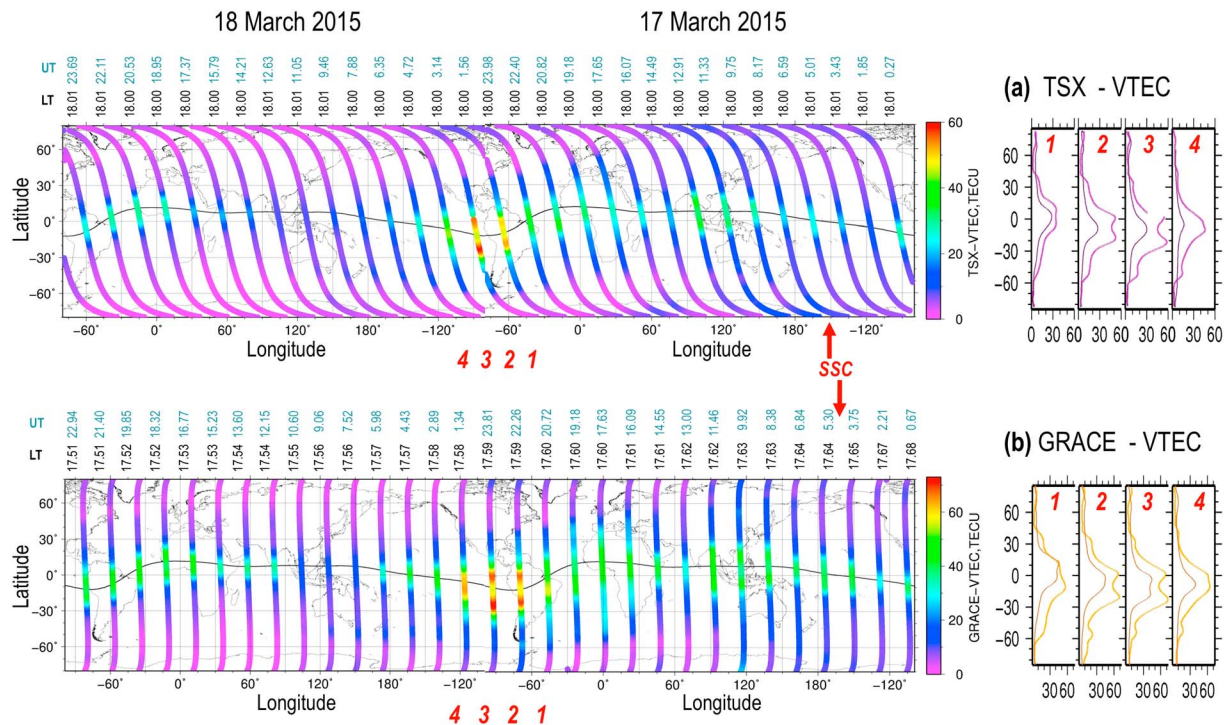 18 March 2015 17 March 2015
UT 23.69 22.11 20.53 18.95 17.37 15.79 14.21 12.63 11.05 9.46 7.88 6.35 4.72 3.14 1.56 23.98 22.40 20.82 19.18 17.65 16.07 14.49 12.91 11.33 9.75 8.17 6.59 5.01 3.43 1.85 0.27
LT 18.01 18.01 18.01 18.01 18.00 18.00 18.00 18.00 18.00 18.00 18.00 18.00 18.00 18.00 18.00 18.00 18.00 18.00 18.00 18.00 18.00 18.00 18.00 18.00 18.00 18.00 18.00 18.01 18.01 18.01 18.01
Latitude
60°
30°
0°
−30°
−60°
−60° 0° 60° 120° 180° −120° −60° 0° 60° 120° 180° −120°
Longitude Longitude
60
40
20
0
TSX−VTEC,TECU
4 3 2 1
SSC
(a) TSX - VTEC
1 2 3 4
60
30
0
−30
−60
0 30 60 30 60 30 60 30 60
UT 22.94 21.40 19.85 18.32 16.77 15.23 13.60 12.15 10.60 9.06 7.52 5.98 4.43 2.89 1.34 23.81 22.26 20.72 19.18 17.63 16.09 14.55 13.00 11.46 9.92 8.38 6.84 5.30 3.75 2.21 0.67
LT 17.51 17.51 17.52 17.52 17.53 17.53 17.54 17.54 17.55 17.56 17.56 17.57 17.57 17.58 17.58 17.59 17.59 17.60 17.60 17.60 17.61 17.61 17.62 17.62 17.63 17.63 17.64 17.64 17.65 17.67 17.68
Latitude
60°
30°
0°
−30°
−60°
−60° 0° 60° 120° 180° −120° −60° 0° 60° 120° 180° −120°
Longitude Longitude
60
40
20
0
GRACE−VTEC,TECU
4 3 2 1
(b) GRACE - VTEC
1 2 3 4
60
30
0
−30
−60
30 60 30 60 30 60 30 60